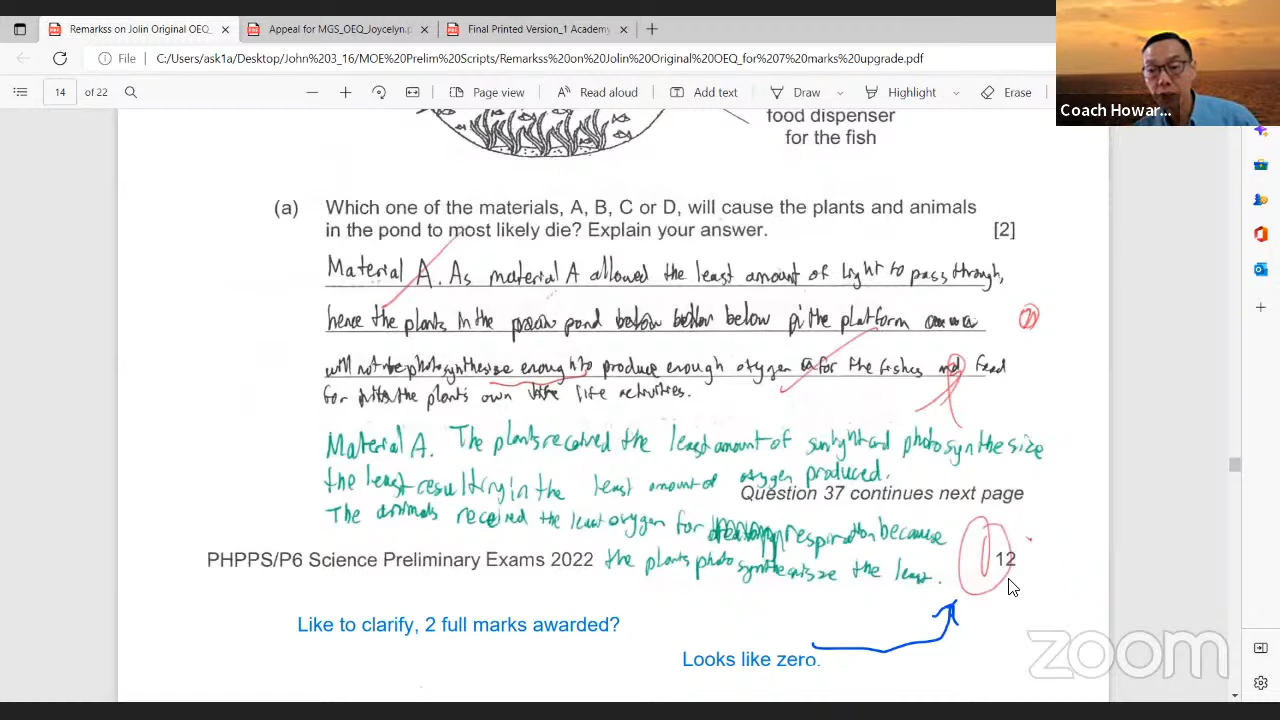 Remarkss on Jolin Original OEQ_
Appeal for MGS_OEQ_Joycelyn.p
Final Printed Version_1 Academy
File
C:/Users/ask1a/Desktop/John%203_16/MOE%20Prelim%20Scripts/Remarkss%20on%20Jolin%20Original%20OEQ_for%207%20marks%20upgrade.pdf
14 of 22
Page view
Read aloud
Add text
Draw
Highlight
Erase
Coach Howar...
food dispenser
for the fish
(a) Which one of the materials, A, B, C or D, will cause the plants and animals
in the pond to most likely die? Explain your answer. [2]
Material A. As material A allowed the least amount of light to pass through,
hence the plants in the pond below the platform
will not be photosynthesize enough to produce enough oxygen for the fishes and food
for the plants own life activities.
Material A. The plants received the least amount of sunlight and photosynthesize
the least resulting in the least amount of oxygen produced.
Question 37 continues next page
The animals received the least oxygen for respiration because
the plants photosynthesize the least.
PHPPS/P6 Science Preliminary Exams 2022
12
Like to clarify, 2 full marks awarded?
Looks like zero.
zoom